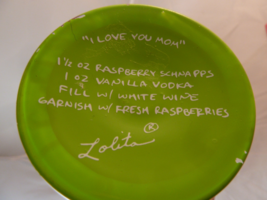 "I LOVE YOU MOM"
1 1/2 OZ RASPBERRY SCHNAPPS
1 OZ VANILLA VODKA
FILL W/ WHITE WINE
GARNISH W/ FRESH RASPBERRIES
Lolita ®